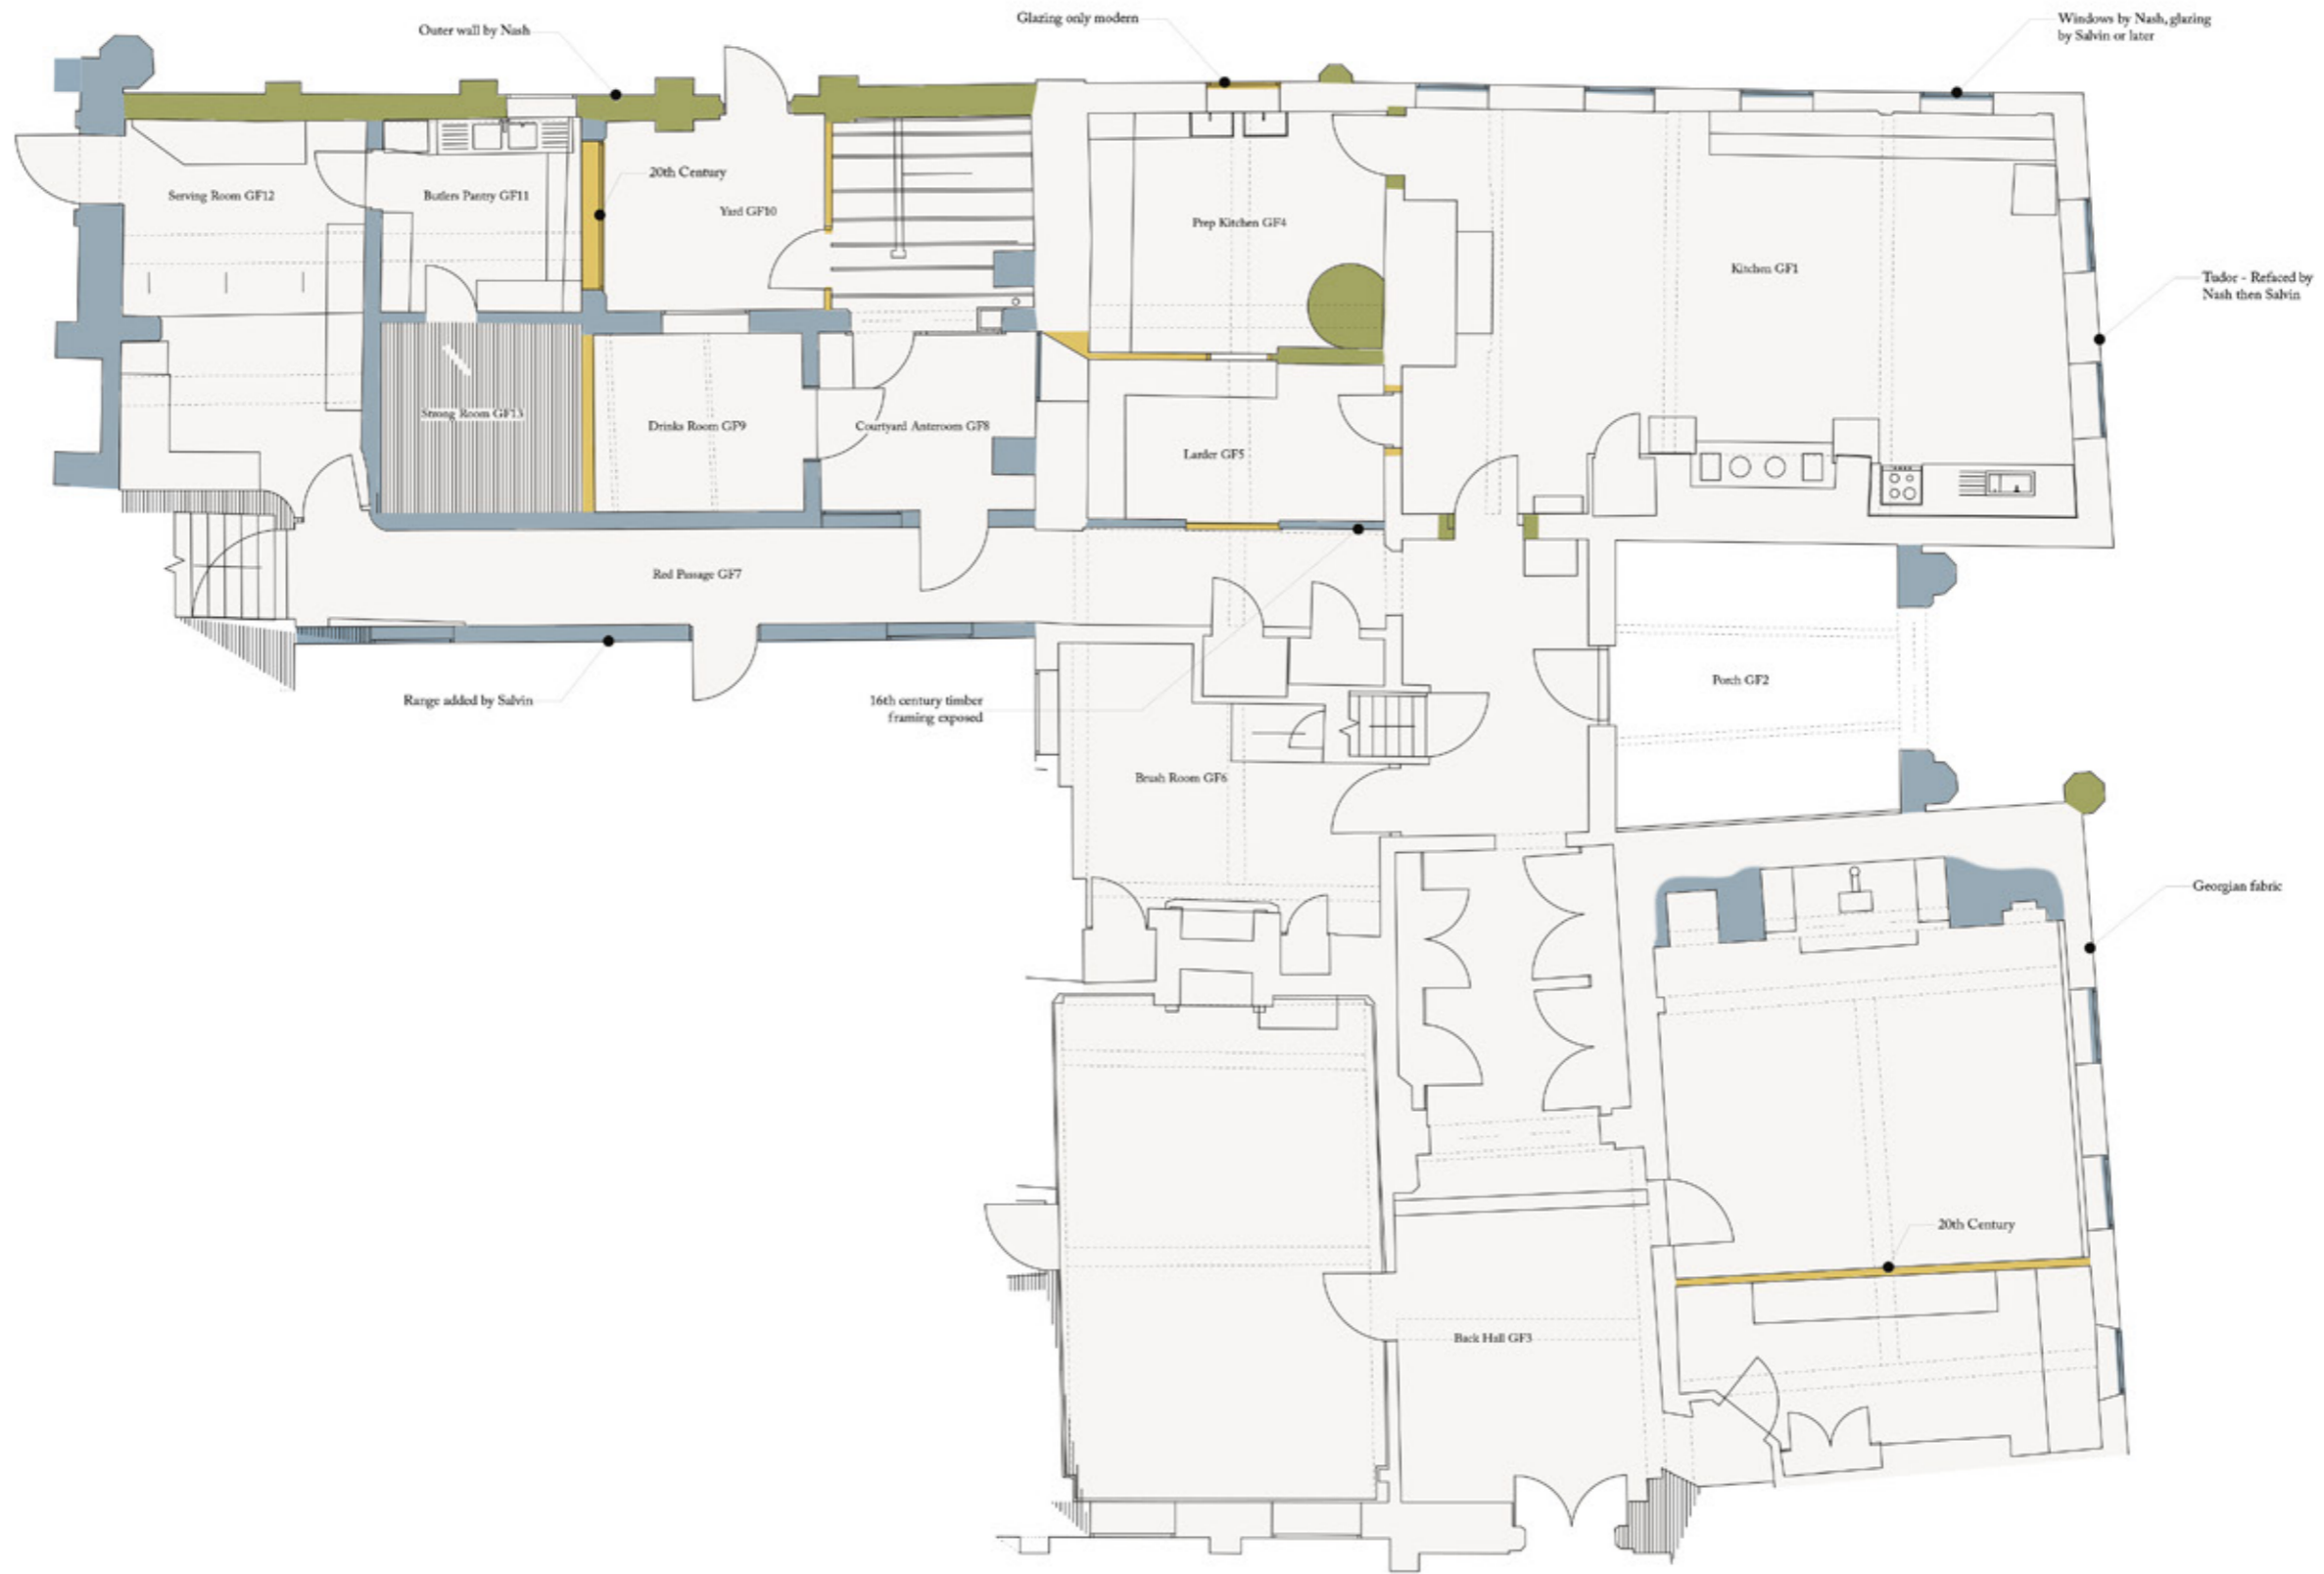 Glazing only modern
Windows by Nash, glazing
by Salvin or later
Outer wall by Nash
20th Century
Serving Room GF12
Butlers Pantry GF11
Yard GF10
Prep Kitchen GF4
Kitchen GF1
Tudor - Refaced by
Nash then Salvin
Strong Room GF13
Drinks Room GF9
Courtyard Anteroom GF8
Larder GF5
Red Passage GF7
Range added by Salvin
16th century timber
framing exposed
Porch GF2
Brush Room GF6
Georgian fabric
20th Century
Back Hall GF3